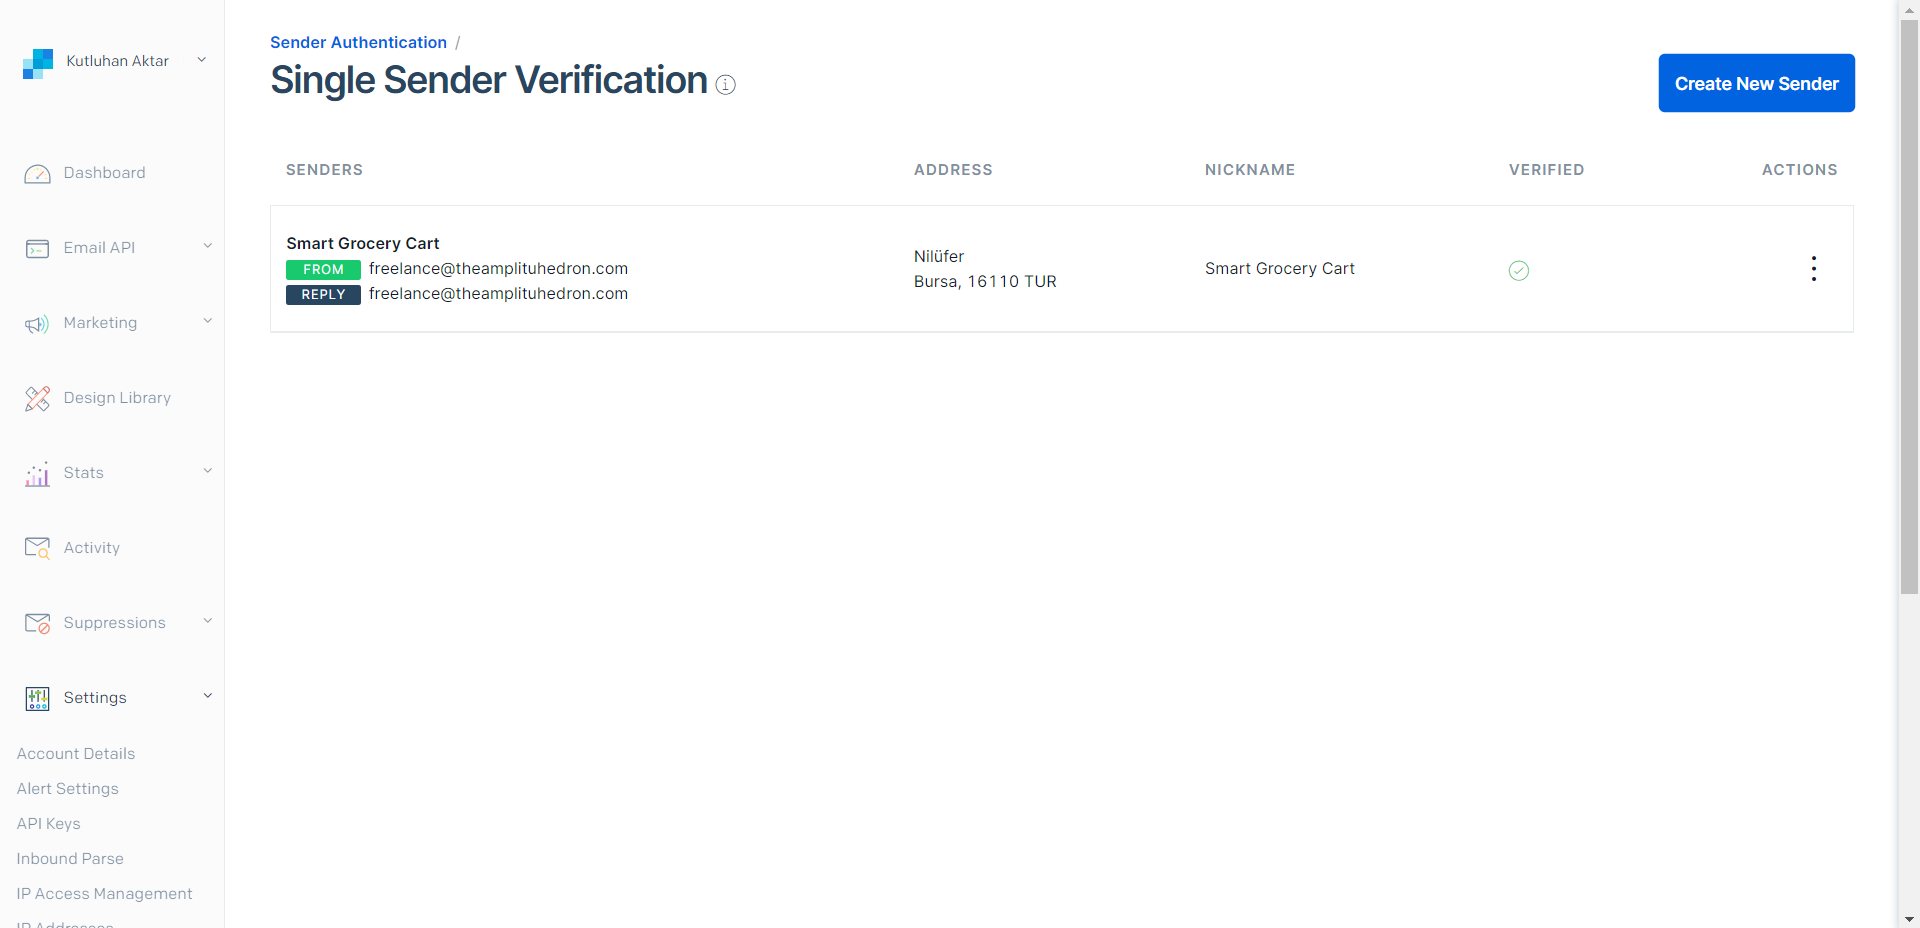 Kutluhan Aktar
Dashboard
Email API
Marketing
Design Library
Stats
Activity
Suppressions
Settings
Account Details
Alert Settings
API Keys
Inbound Parse
IP Access Management
IP Addresses
Sender Authentication /
Single Sender Verification
Create New Sender
SENDERS ADDRESS NICKNAME VERIFIED ACTIONS
Smart Grocery Cart
FROM freelance@theamplituhedron.com
REPLY freelance@theamplituhedron.com
Nilüfer
Bursa, 16110 TUR
Smart Grocery Cart